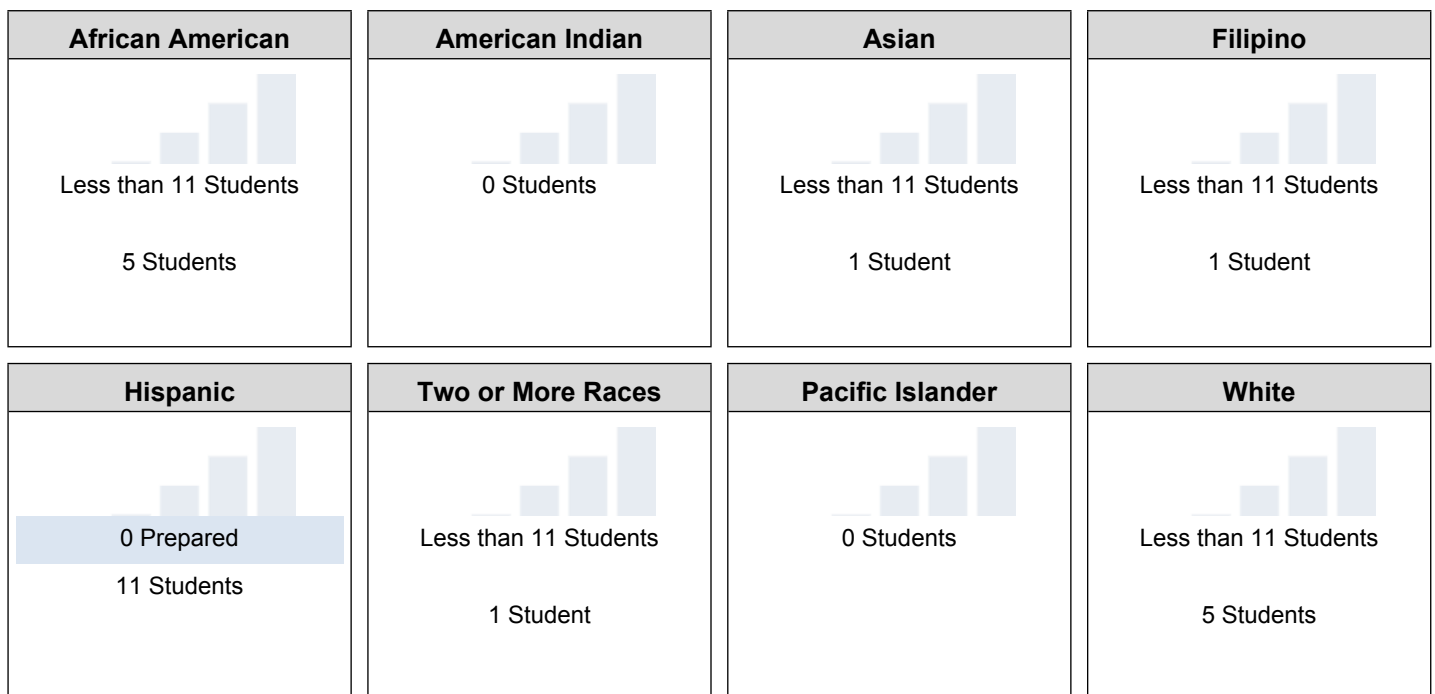 African American
Less than 11 Students
5 Students
American Indian
0 Students
Asian
Less than 11 Students
1 Student
Filipino
Less than 11 Students
1 Student
Hispanic
0 Prepared
11 Students
Two or More Races
Less than 11 Students
1 Student
Pacific Islander
0 Students
White
Less than 11 Students
5 Students